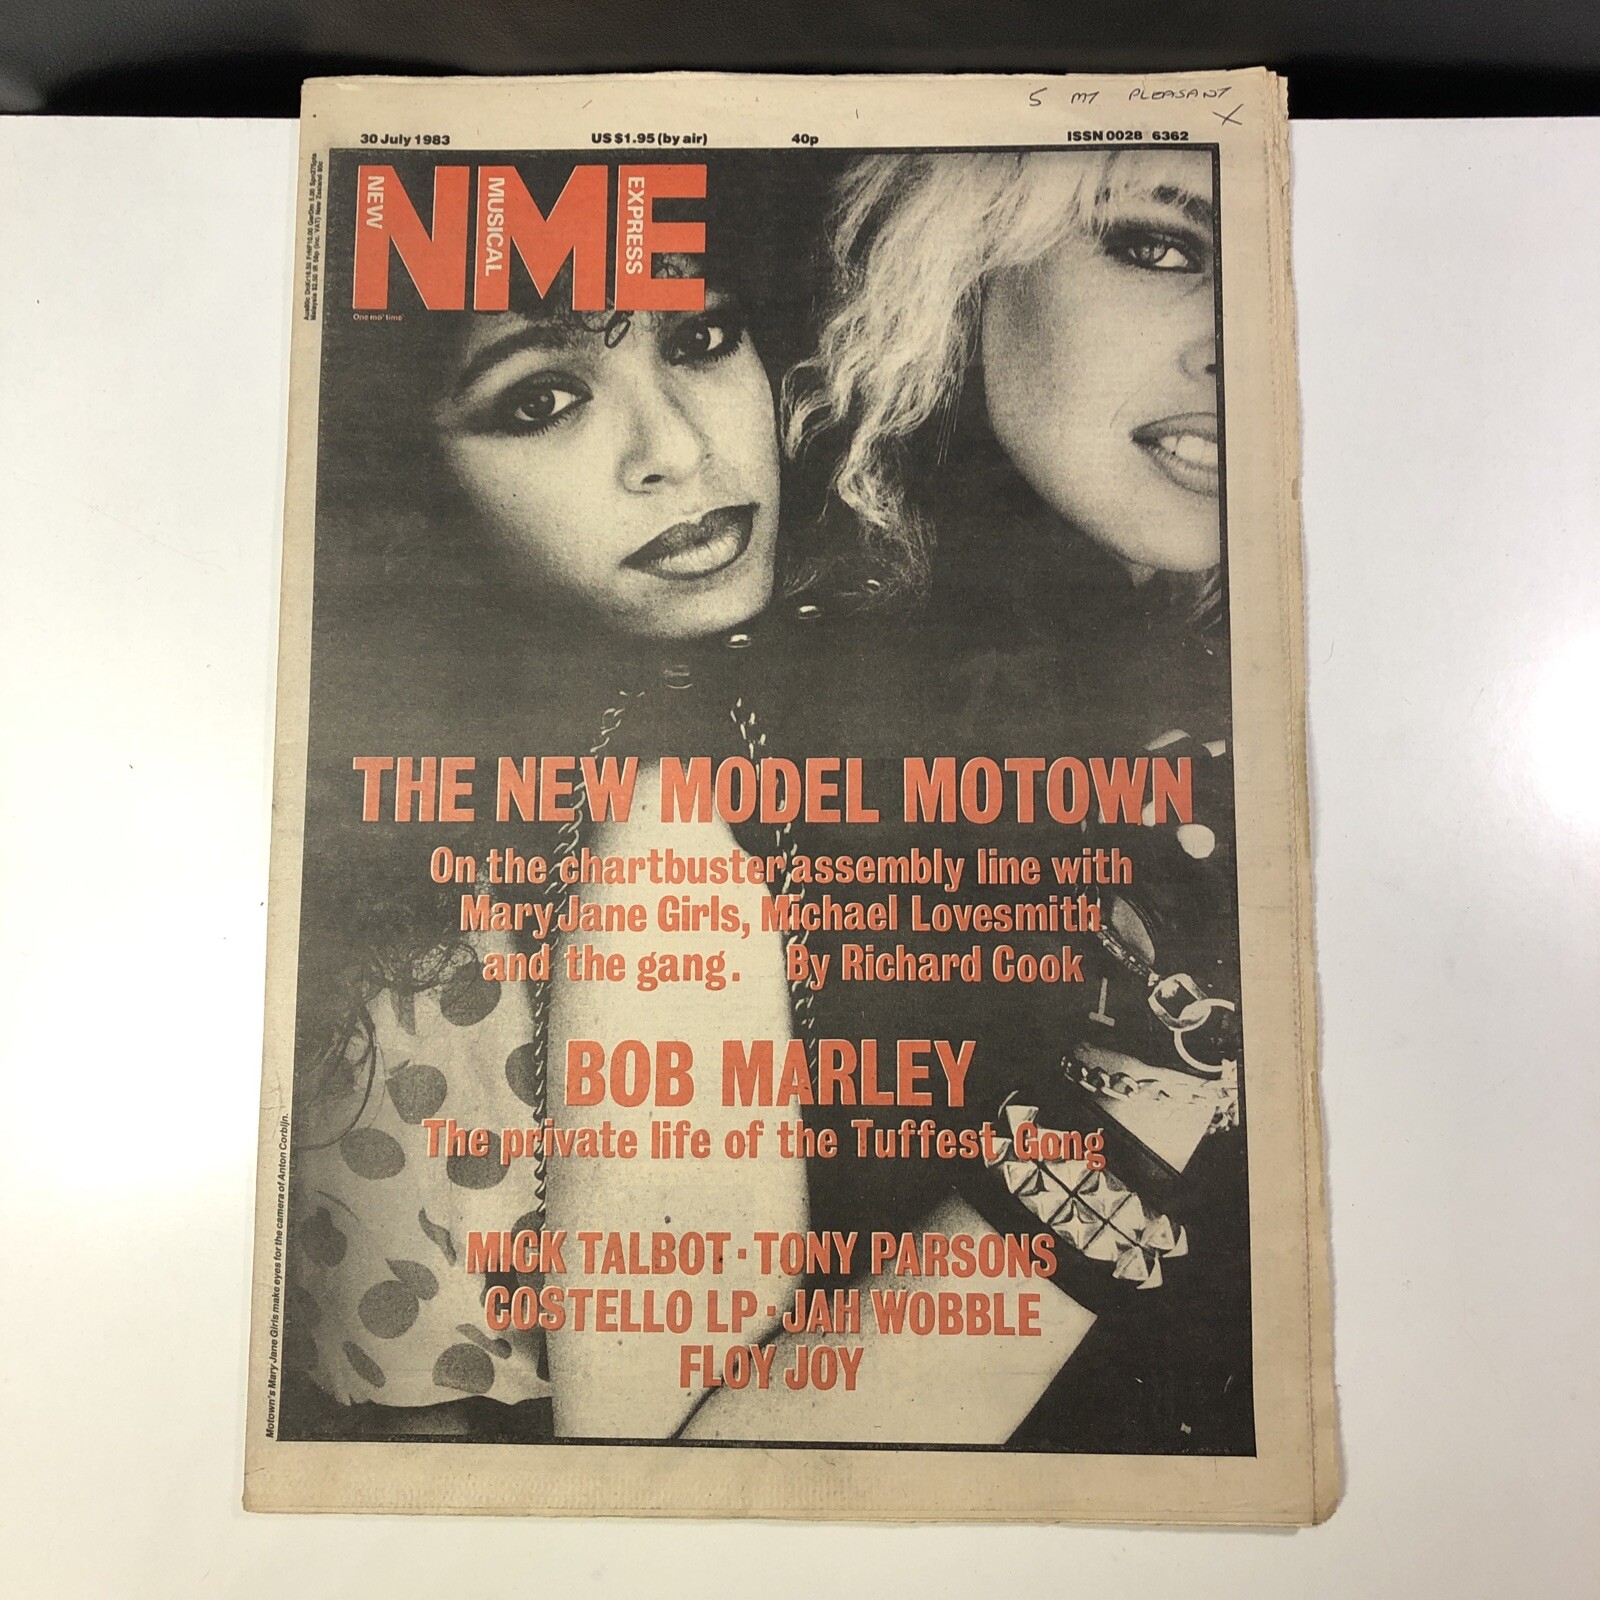 5 MT PLEASANT
X
30 July 1983 US $1.95 (by air) 40p ISSN 0028 6362
NME
NEW MUSICAL EXPRESS
One mo' time
THE NEW MODEL MOTOWN
On the chartbuster assembly line with
Mary Jane Girls, Michael Lovesmith
and the gang. By Richard Cook
BOB MARLEY
The private life of the Tuffest Gong
MICK TALBOT · TONY PARSONS
COSTELLO LP · JAH WOBBLE
FLOY JOY
Motown's Mary Jane Girls make eyes for the camera of Anton Corbijn.